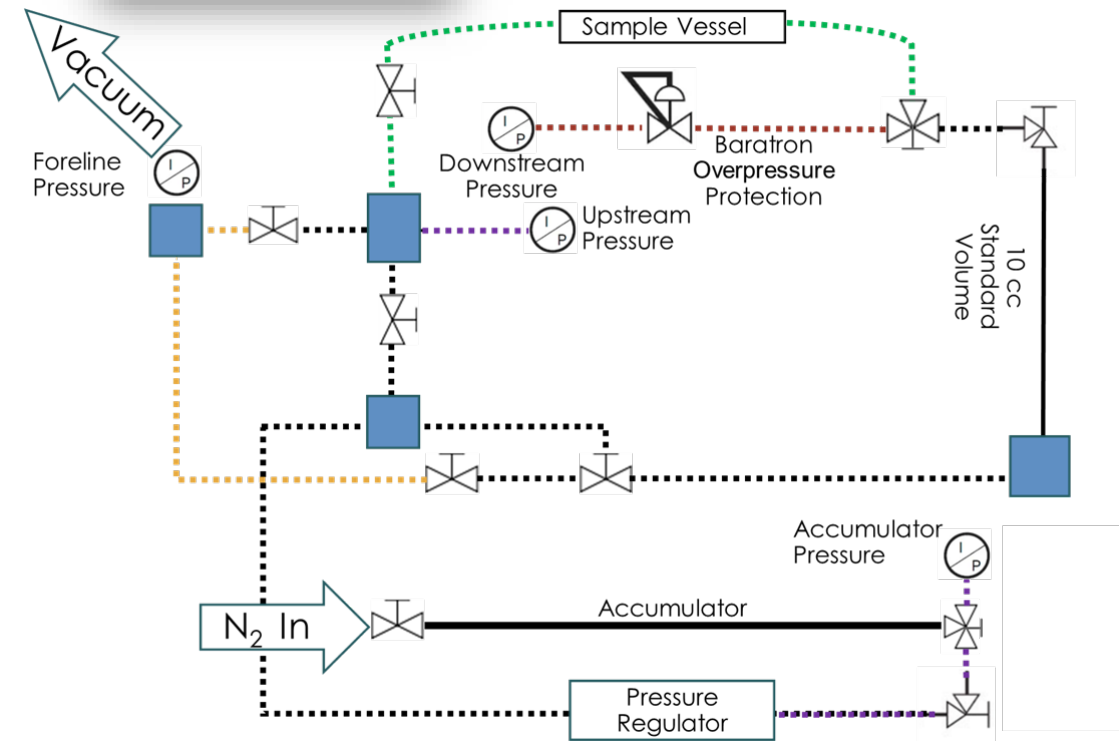 Vacuum
Sample Vessel
I
P
Downstream
Pressure
Baratron
Overpressure
Protection
Foreline
Pressure
I
P
I
P
Upstream
Pressure
10 cc
Standard
Volume
Accumulator
Pressure
I
P
N2 In
Accumulator
Pressure
Regulator